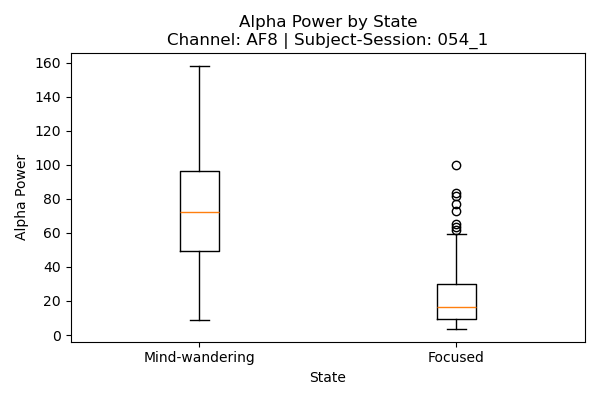 Alpha Power by State
Channel: AF8 | Subject-Session: 054_1
160
140
120
100
80
60
40
20
0
Alpha Power
Mind-wandering
Focused
State